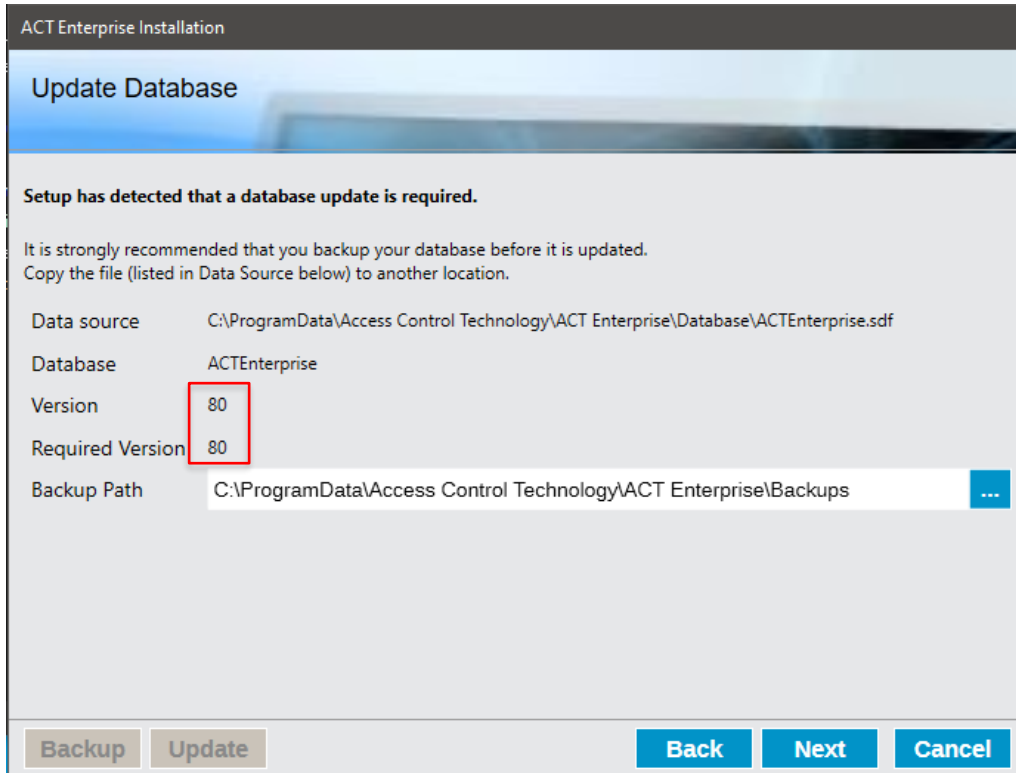 ACT Enterprise Installation
Update Database
Setup has detected that a database update is required.
It is strongly recommended that you backup your database before it is updated.
Copy the file (listed in Data Source below) to another location.
Data source C:\ProgramData\Access Control Technology\ACT Enterprise\Database\ACTEnterprise.sdf
Database ACTEnterprise
Version 80
Required Version 80
Backup Path C:\ProgramData\Access Control Technology\ACT Enterprise\Backups ...
Backup Update Back Next Cancel